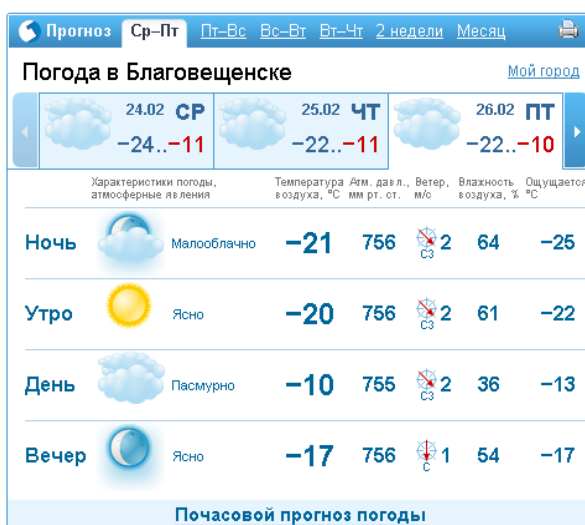 Прогноз Ср–Пт Пт–Вс Вс–Вт Вт–Чт 2 недели Месяц
Погода в Благовещенске Мой город
24.02 СР 25.02 ЧТ 26.02 ПТ
−24..−11 −22..−11 −22..−10
Характеристики погоды, Температура Атм. давл., Ветер, Влажность Ощущается
атмосферные явления воздуха, °C мм рт. ст. м/с воздуха, % °C
Ночь Малооблачно −21 756 2 64 −25
СЗ
Утро Ясно −20 756 2 61 −22
СЗ
День Пасмурно −10 755 2 36 −13
СЗ
Вечер Ясно −17 756 1 54 −17
С
Почасовой прогноз погоды